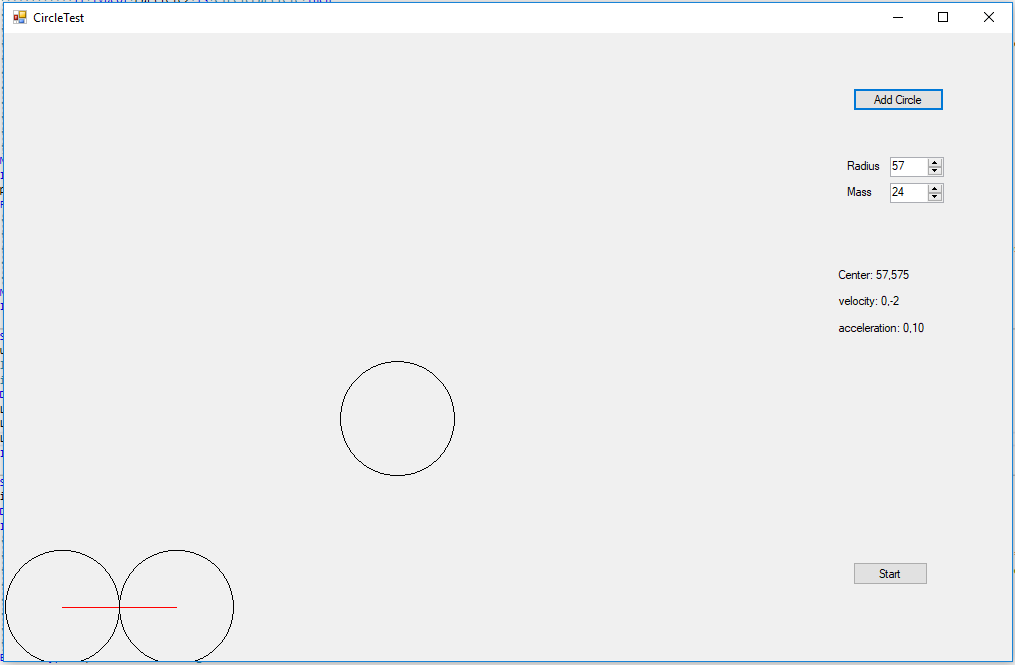 CircleTest
Add Circle
Radius 57
Mass 24
Center: 57,575
velocity: 0,-2
acceleration: 0,10
Start